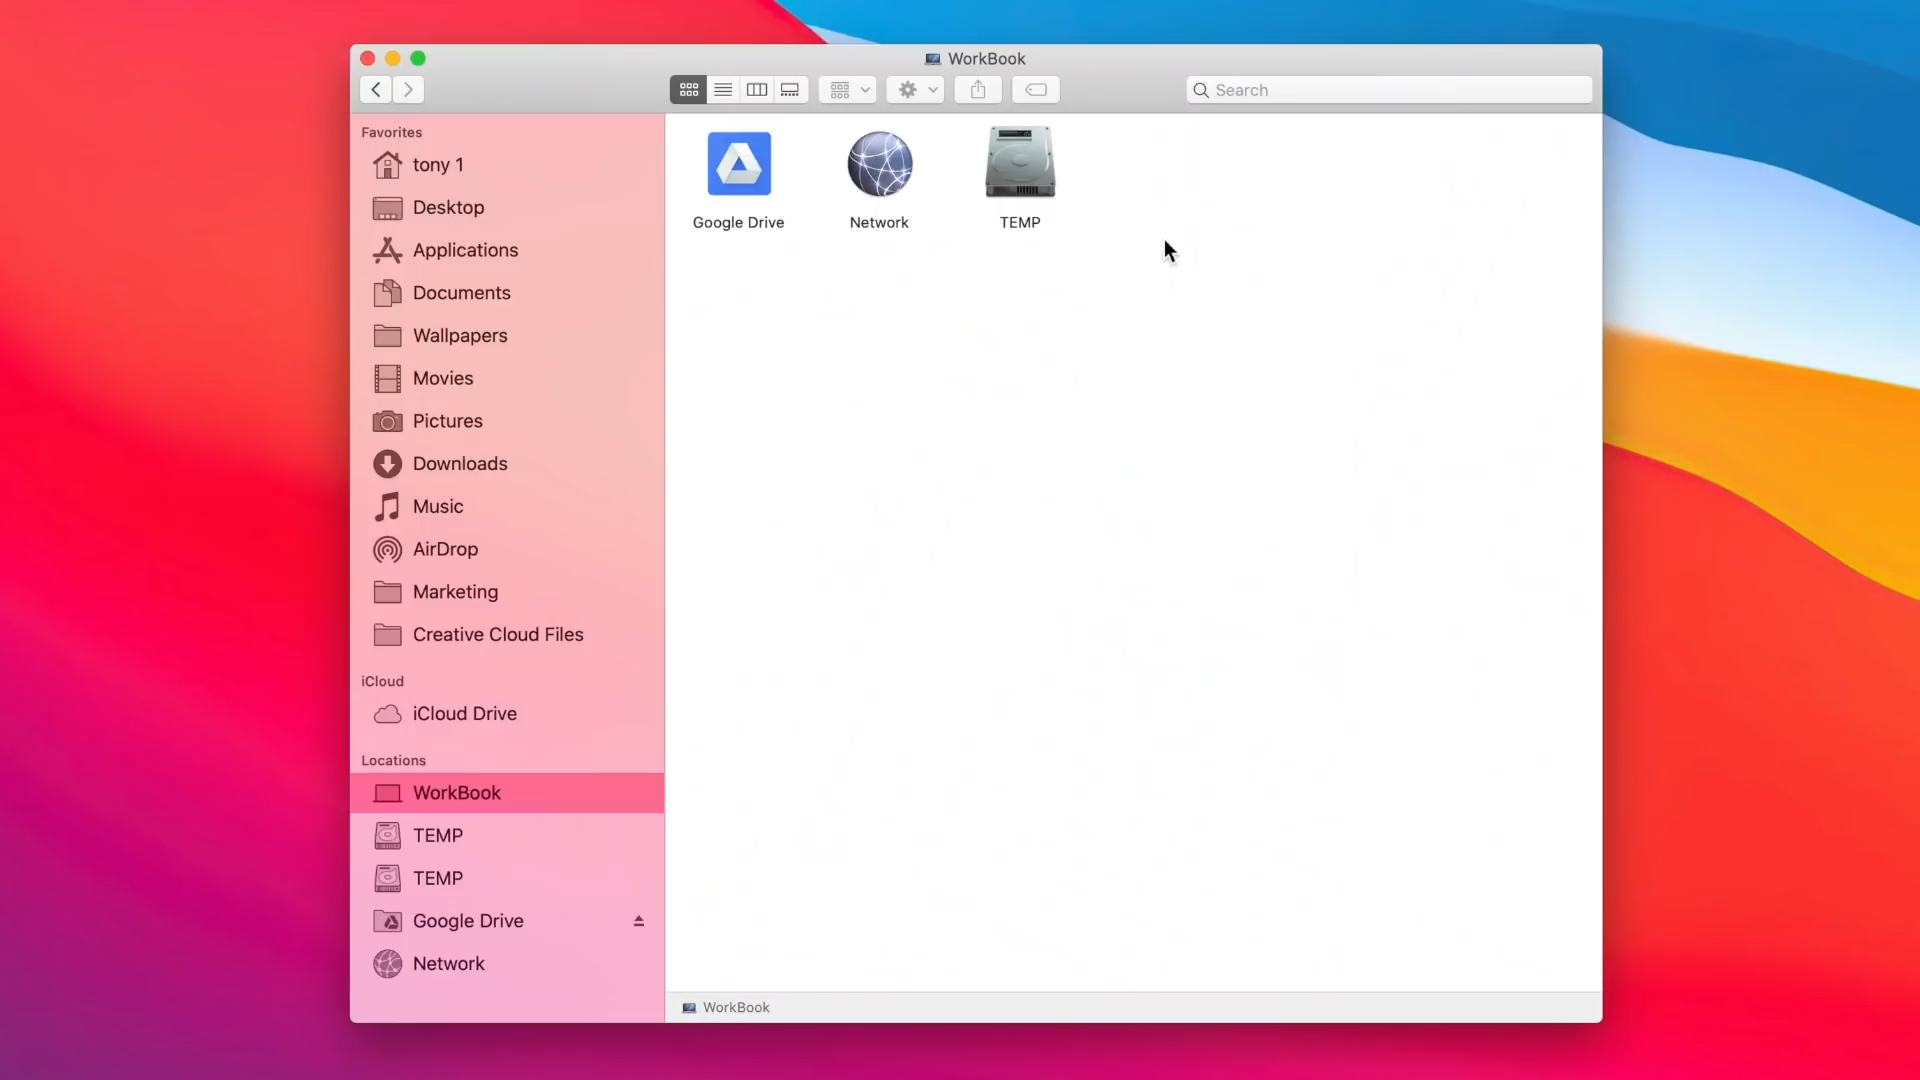 WorkBook
Search
Favorites
tony 1
Desktop
Applications
Documents
Wallpapers
Movies
Pictures
Downloads
Music
AirDrop
Marketing
Creative Cloud Files
iCloud
iCloud Drive
Locations
WorkBook
TEMP
TEMP
Google Drive
Network
Google Drive
Network
TEMP
WorkBook